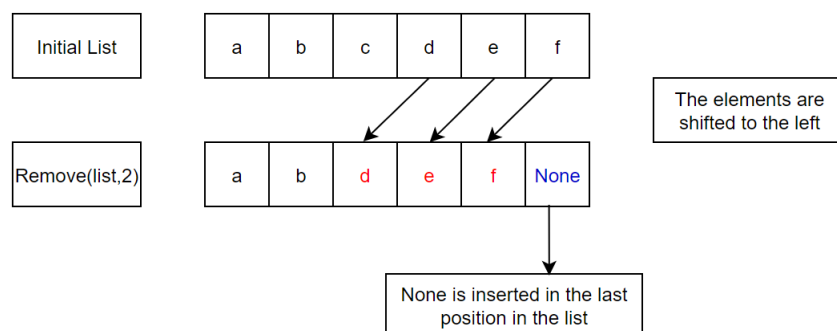 Initial List
a b c d e f
The elements are
shifted to the left
Remove(list,2)
a b d e f None
None is inserted in the last
position in the list